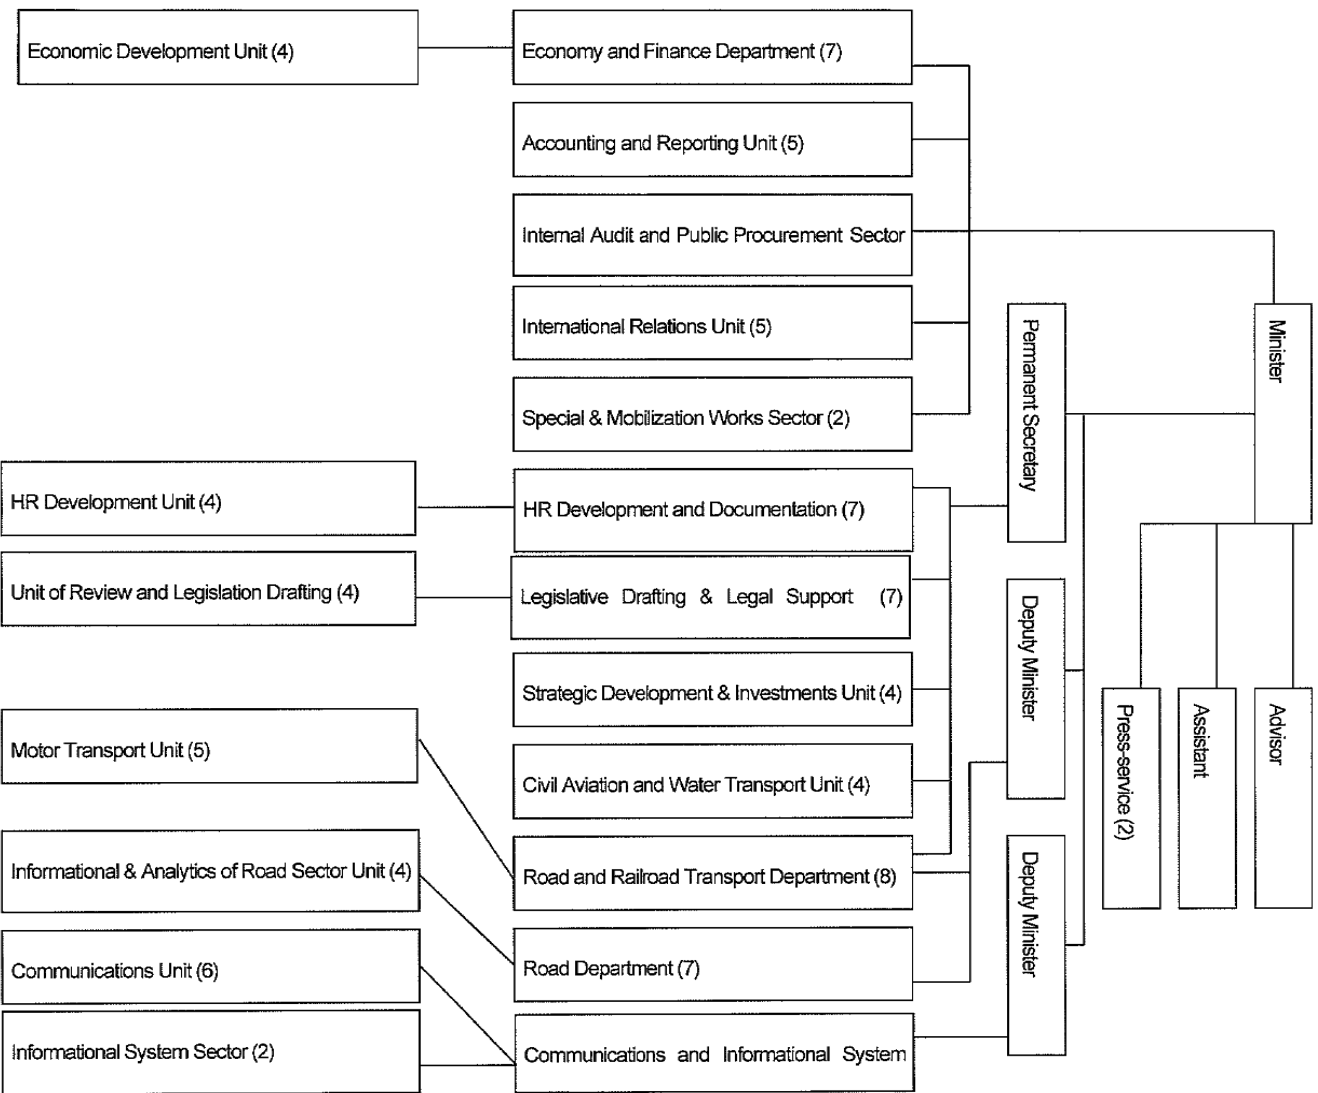 Economic Development Unit (4)
Economy and Finance Department (7)
Accounting and Reporting Unit (5)
Internal Audit and Public Procurement Sector
International Relations Unit (5)
Special & Mobilization Works Sector (2)
HR Development Unit (4)
HR Development and Documentation (7)
Unit of Review and Legislation Drafting (4)
Legislative Drafting & Legal Support (7)
Strategic Development & Investments Unit (4)
Motor Transport Unit (5)
Civil Aviation and Water Transport Unit (4)
Informational & Analytics of Road Sector Unit (4)
Road and Railroad Transport Department (8)
Communications Unit (6)
Road Department (7)
Informational System Sector (2)
Communications and Informational System
Permanent Secretary
Deputy Minister
Deputy Minister
Minister
Press-service (2)
Assistant
Advisor